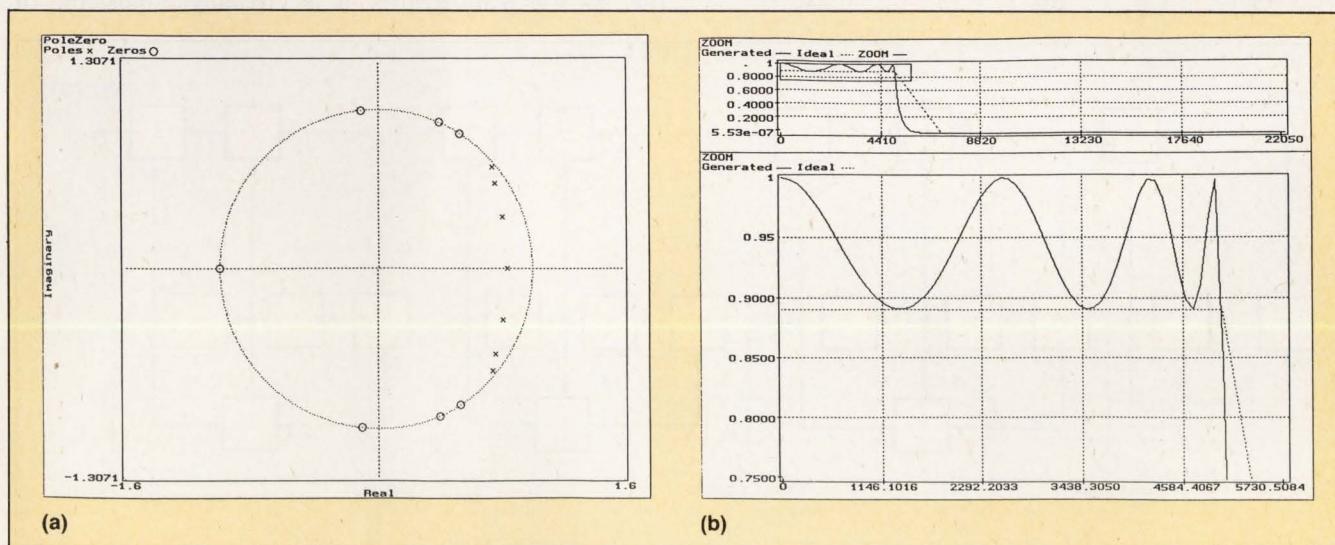 PoleZero
Poles x Zeros O
1.3071
Imaginary
-1.3071
-1.6
Real
1.6
(a)
ZOOM
Generated — Ideal ···· ZOOM —
1
0.8000
0.6000
0.4000
0.2000
5.53e-07
0
4410
8820
13230
17640
22050
ZOOM
Generated — Ideal ····
1
0.95
0.9000
0.8500
0.8000
0.7500
0
1146.1016
2292.2033
3438.3050
4584.4067
5730.5084
(b)